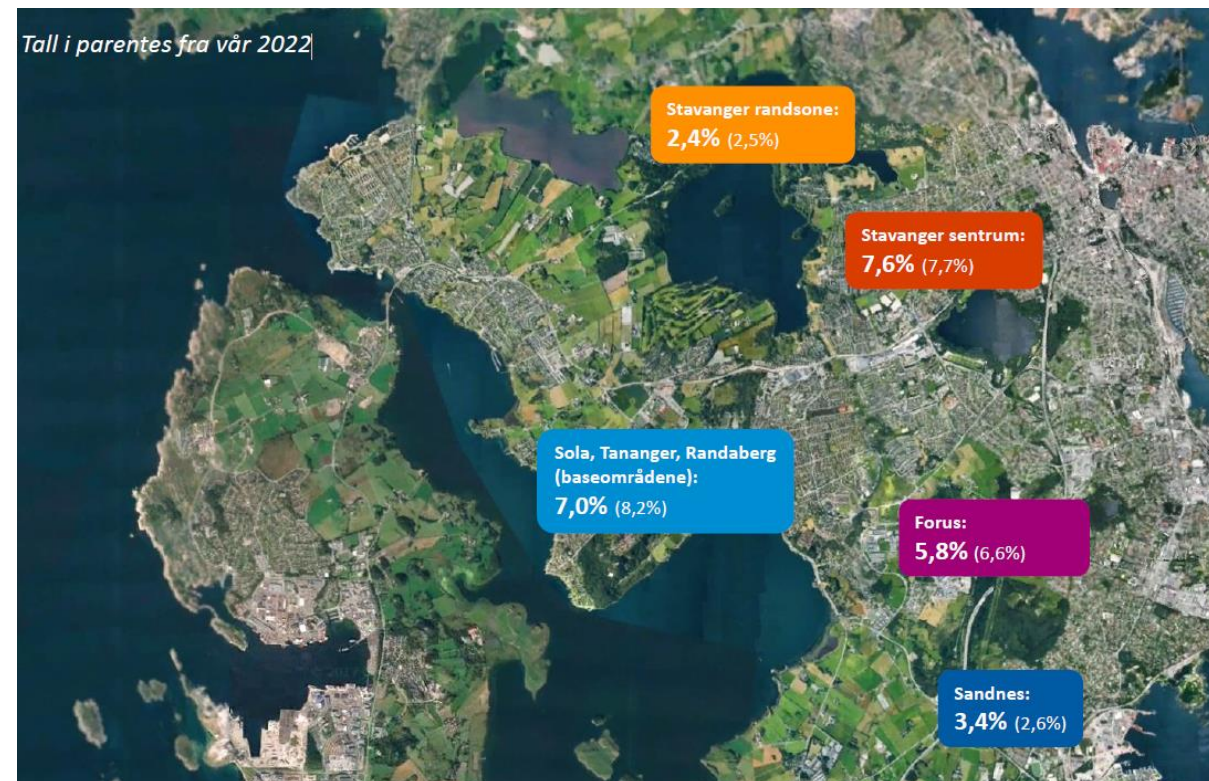 Tall i parentes fra vår 2022
Stavanger randsone:
2,4% (2,5%)
Stavanger sentrum:
7,6% (7,7%)
Sola, Tananger, Randaberg
(baseområdene):
7,0% (8,2%)
Forus:
5,8% (6,6%)
Sandnes:
3,4% (2,6%)